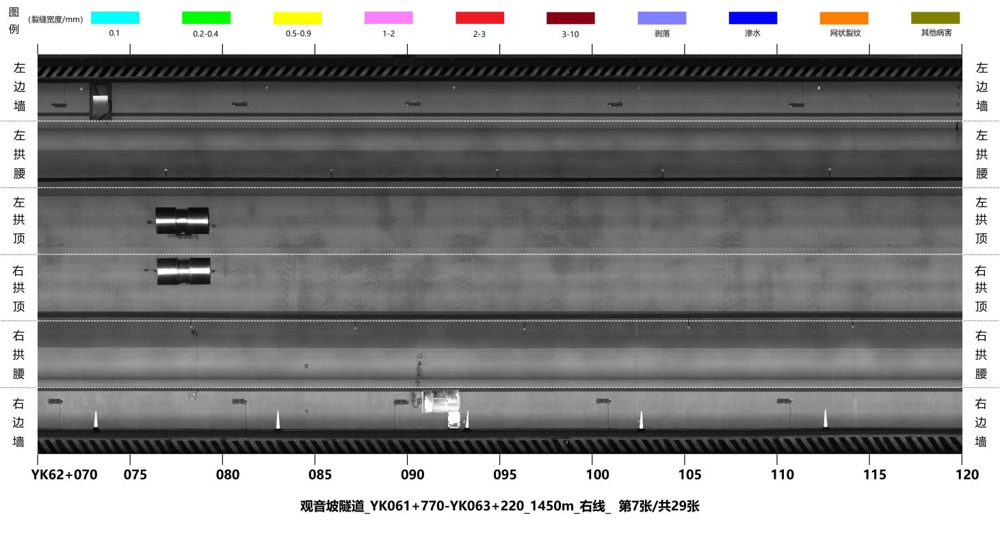 图例 (裂缝宽度/mm) 0.1 0.2-0.4 0.5-0.9 1-2 2-3 3-10 剥落 渗水 网状裂纹 其他病害
左边墙 左边墙
左拱腰 左拱腰
左拱顶 左拱顶
右拱顶 右拱顶
右拱腰 右拱腰
右边墙 右边墙
YK62+070 075 080 085 090 095 100 105 110 115 120
观音坡隧道_YK061+770-YK063+220_1450m_右线_ 第7张/共29张